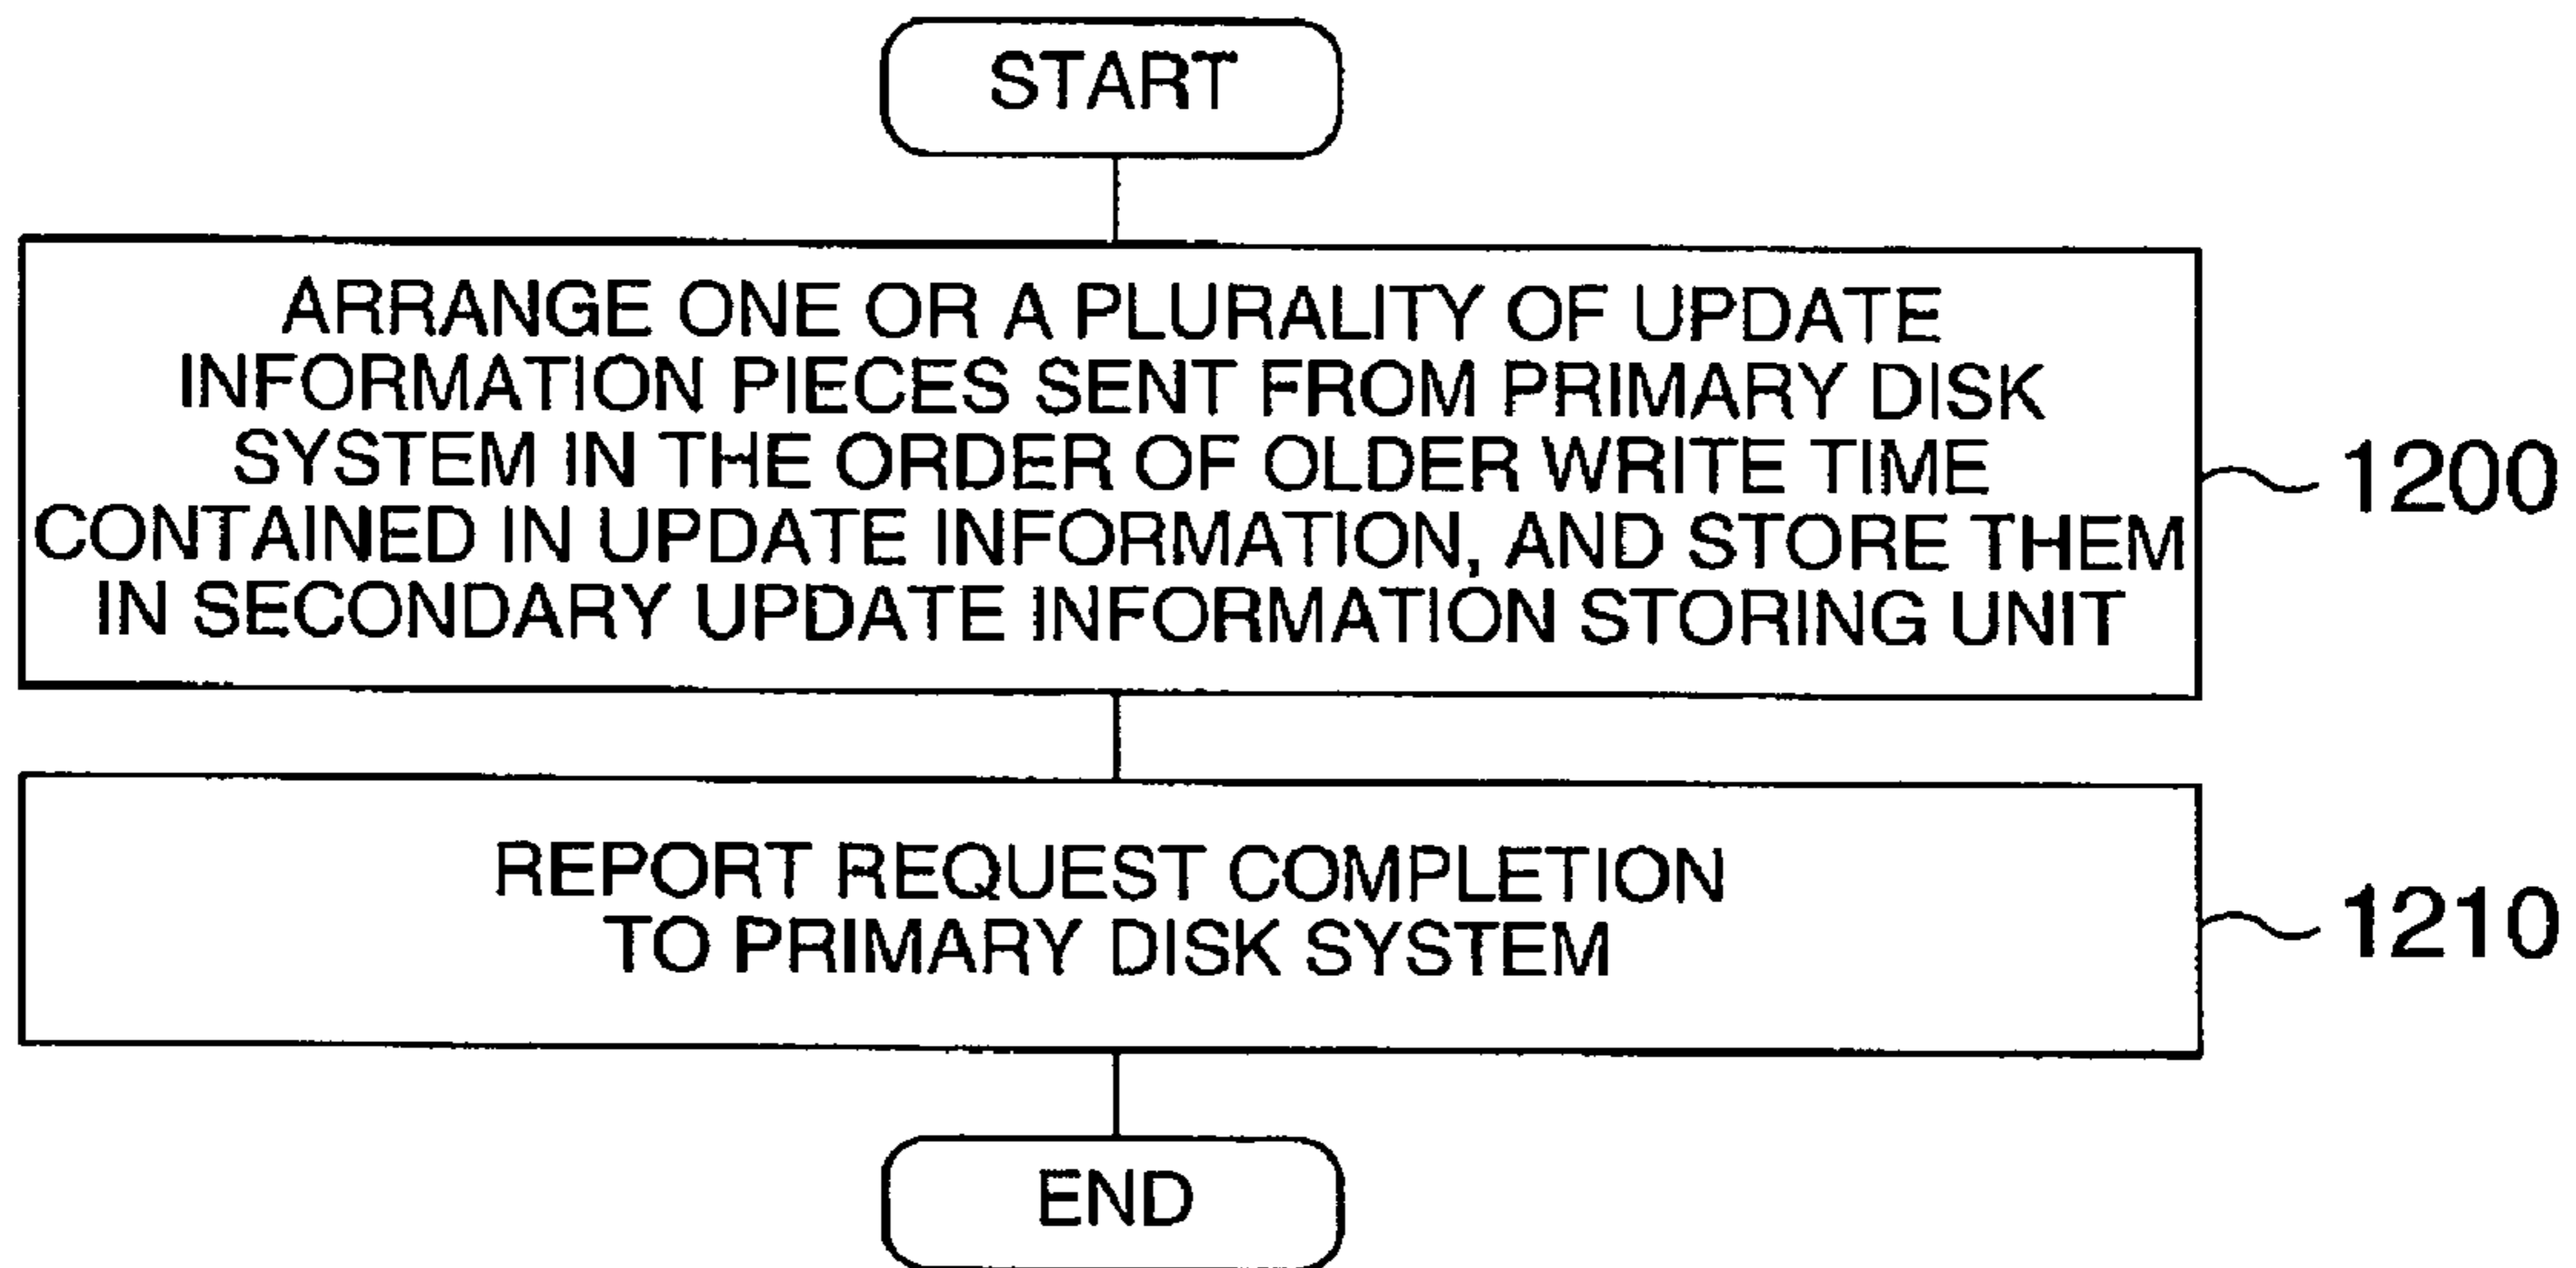 START
ARRANGE ONE OR A PLURALITY OF UPDATE
INFORMATION PIECES SENT FROM PRIMARY DISK
SYSTEM IN THE ORDER OF OLDER WRITE TIME
CONTAINED IN UPDATE INFORMATION, AND STORE THEM
IN SECONDARY UPDATE INFORMATION STORING UNIT
1200
REPORT REQUEST COMPLETION
TO PRIMARY DISK SYSTEM
1210
END